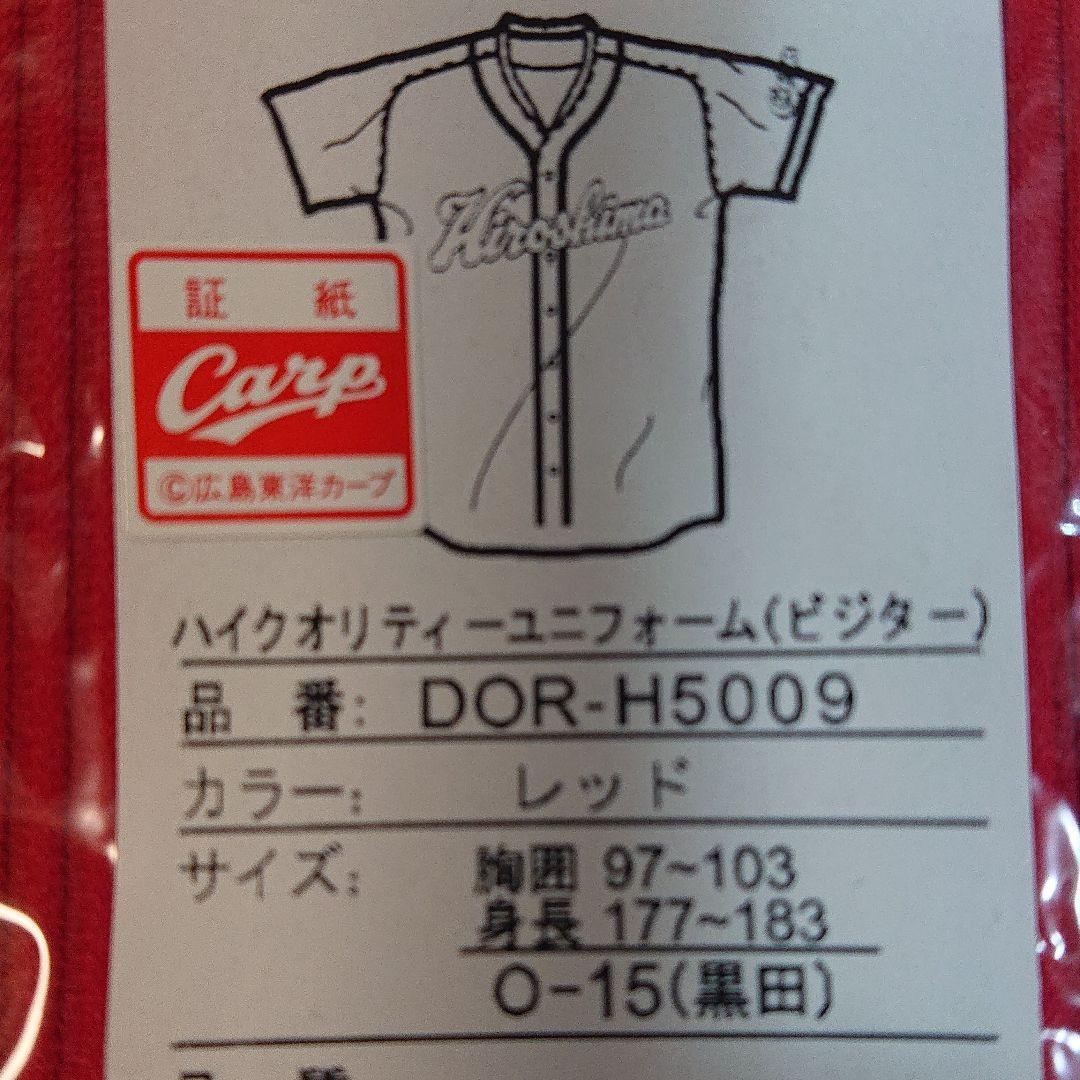 Hiroshima
証 紙
Carp
©広島東洋カープ
ハイクオリティーユニフォーム(ビジター)
品 番: DOR-H5009
カラー: レッド
サイズ: 胸囲 97~103
身長 177~183
O-15(黒田)